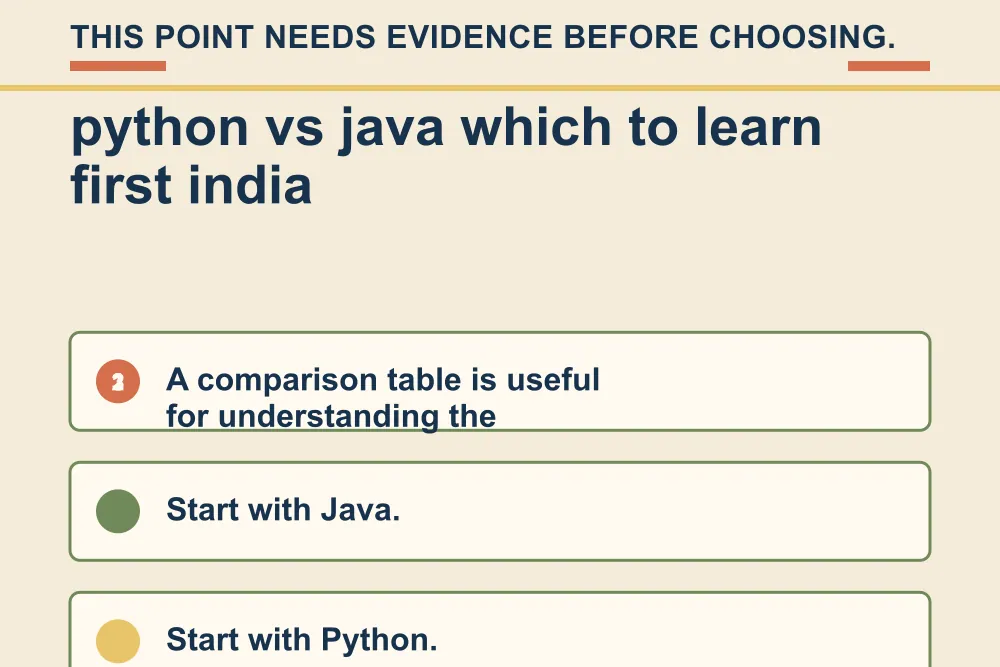 THIS POINT NEEDS EVIDENCE BEFORE CHOOSING.
python vs java which to learn
first india
A comparison table is useful
for understanding the
Start with Java.
Start with Python.